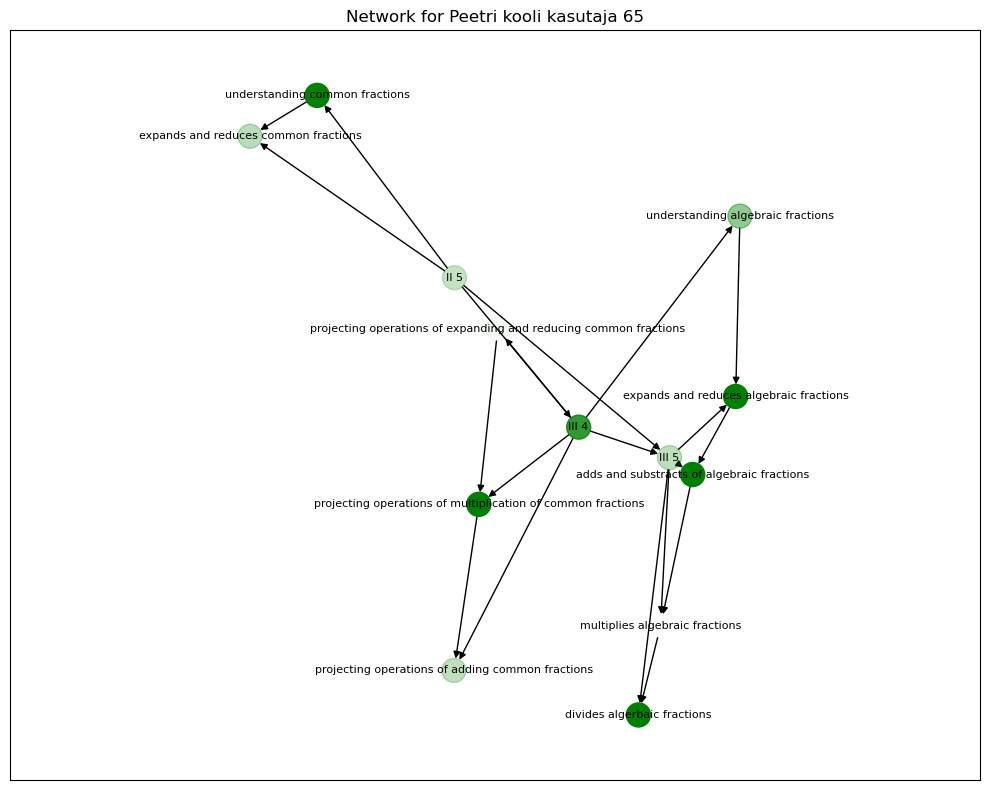 Network for Peetri kooli kasutaja 65
understanding common fractions
expands and reduces common fractions
understanding algebraic fractions
II 5
projecting operations of expanding and reducing common fractions
expands and reduces algebraic fractions
III 4
III 5
adds and substracts of algebraic fractions
projecting operations of multiplication of common fractions
multiplies algebraic fractions
projecting operations of adding common fractions
divides algerbaic fractions